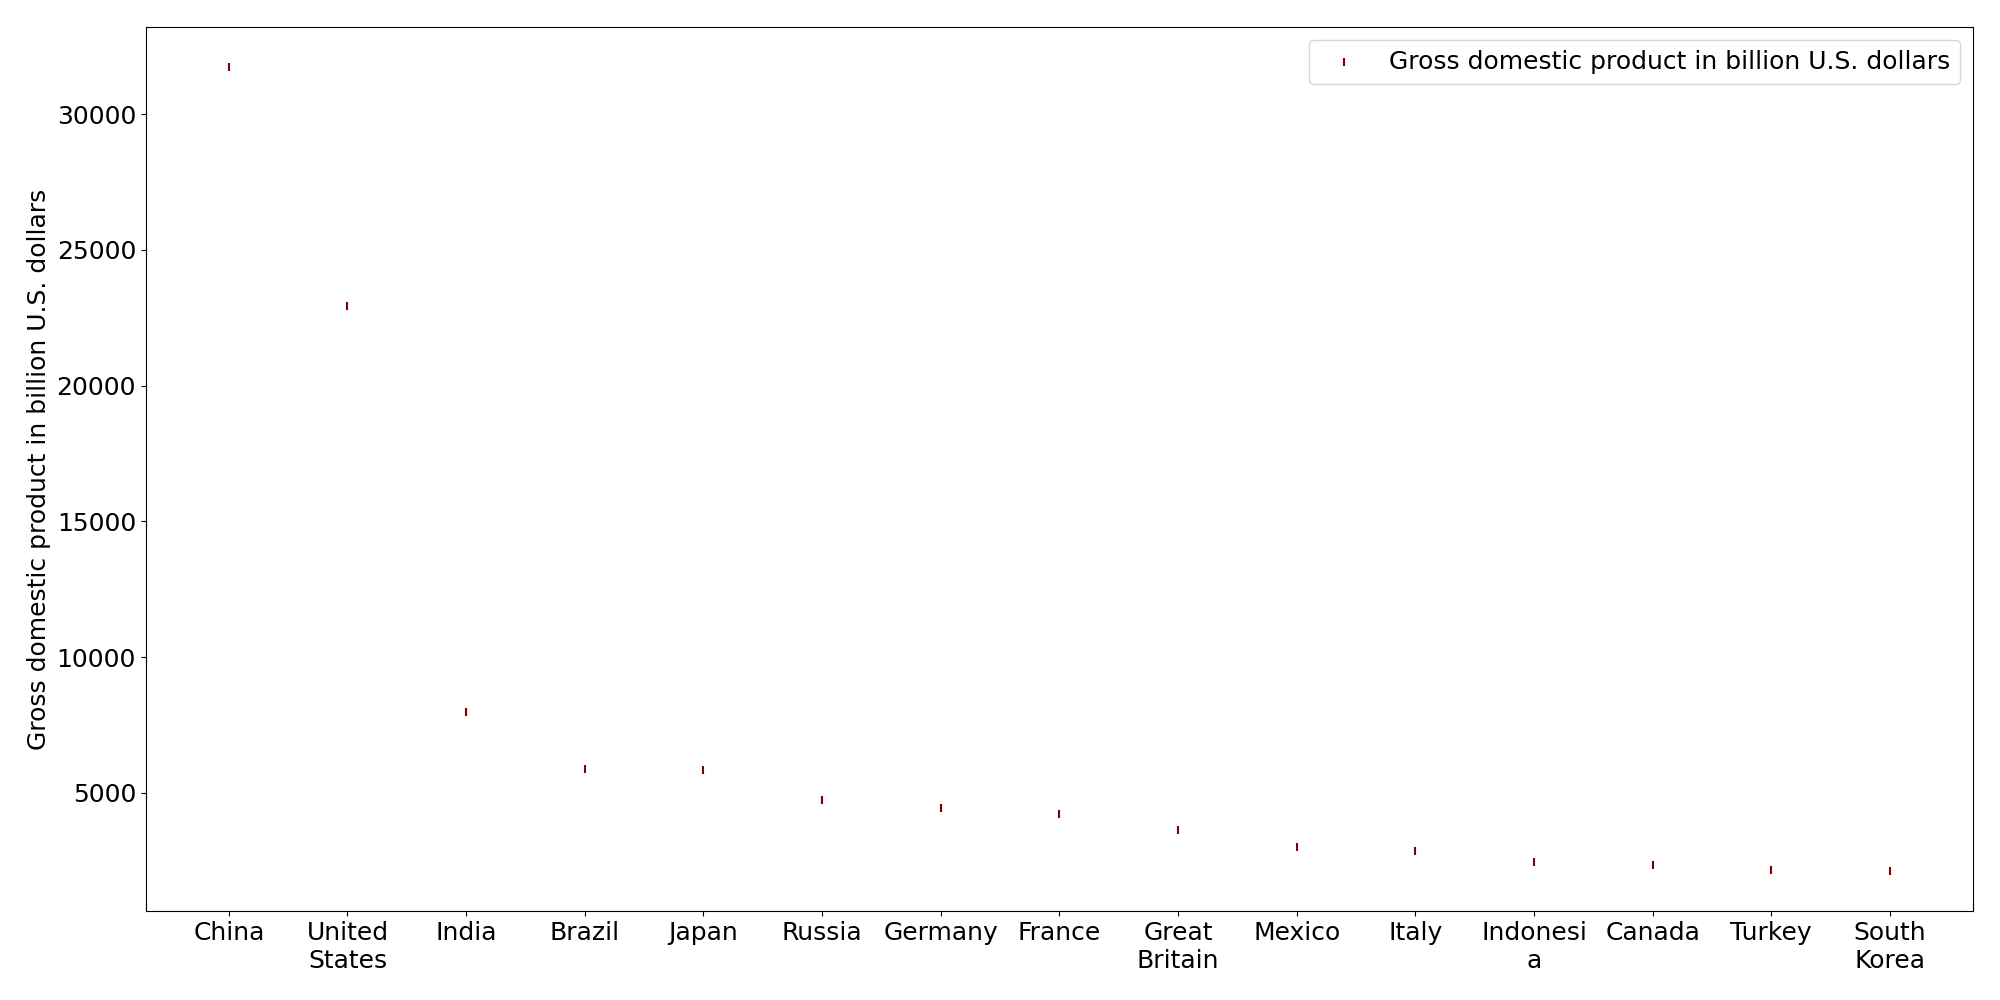 Gross domestic product in billion U.S. dollars
Gross domestic product in billion U.S. dollars
30000
25000
20000
15000
10000
5000
China
United
States
India
Brazil
Japan
Russia
Germany
France
Great
Britain
Mexico
Italy
Indonesi
a
Canada
Turkey
South
Korea